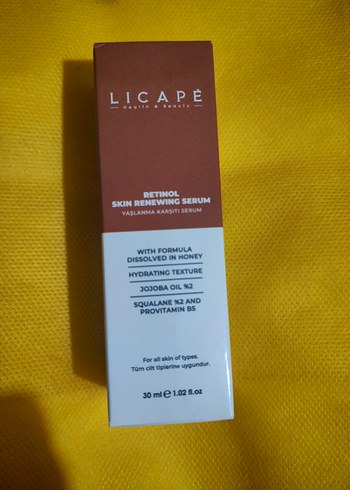 LICAPÉ
Health & Beauty
RETINOL
SKIN RENEWING SERUM
YAŞLANMA KARŞITI SERUM
WITH FORMULA
DISSOLVED IN HONEY
HYDRATING TEXTURE
JOJOBA OIL %2
SQUALANE %2 AND
PROVITAMIN B5
For all skin of types.
Tüm cilt tiplerine uygundur.
30 ml ℮ 1.02 fl.oz